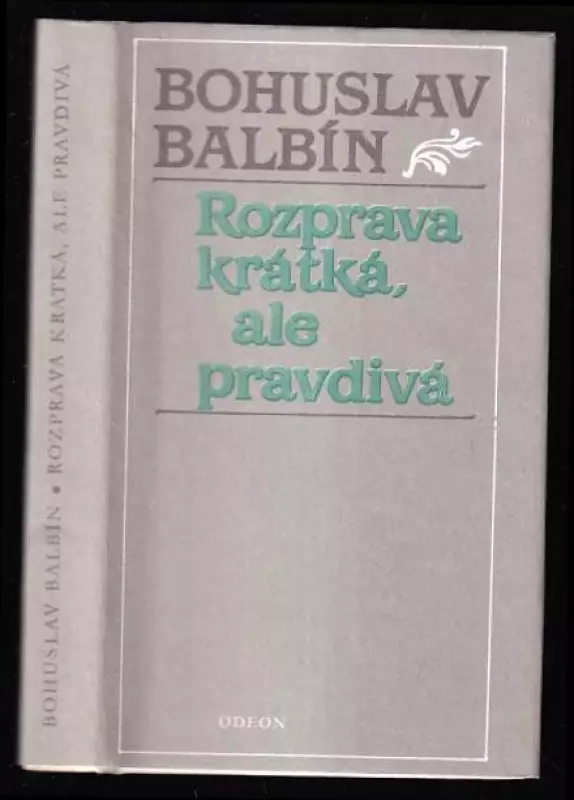 BOHUSLAV BALBÍN • ROZPRAVA KRÁTKÁ, ALE PRAVDIVÁ
BOHUSLAV
BALBÍN
Rozprava
krátká,
ale
pravdivá
ODEON